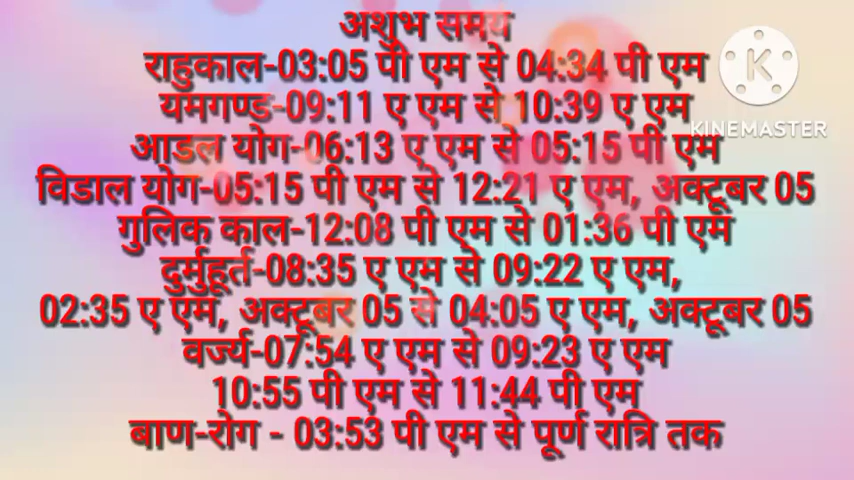 अशुभ समय
राहुकाल-03:05 पी एम से 04:34 पी एम
यमगण्ड-09:11 ए एम से 10:39 ए एम
KINEMASTER
आडल योग-06:13 ए एम से 05:15 पी एम
विडाल योग-05:15 पी एम से 12:21 ए एम, अक्टूबर 05
गुलिक काल-12:08 पी एम से 01:36 पी एम
दुर्मुहूर्त-08:35 ए एम से 09:22 ए एम,
02:35 ए एम, अक्टूबर 05 से 04:05 ए एम, अक्टूबर 05
वर्ज्य-07:54 ए एम से 09:23 ए एम
10:55 पी एम से 11:44 पी एम
बाण-रोग - 03:53 पी एम से पूर्ण रात्रि तक